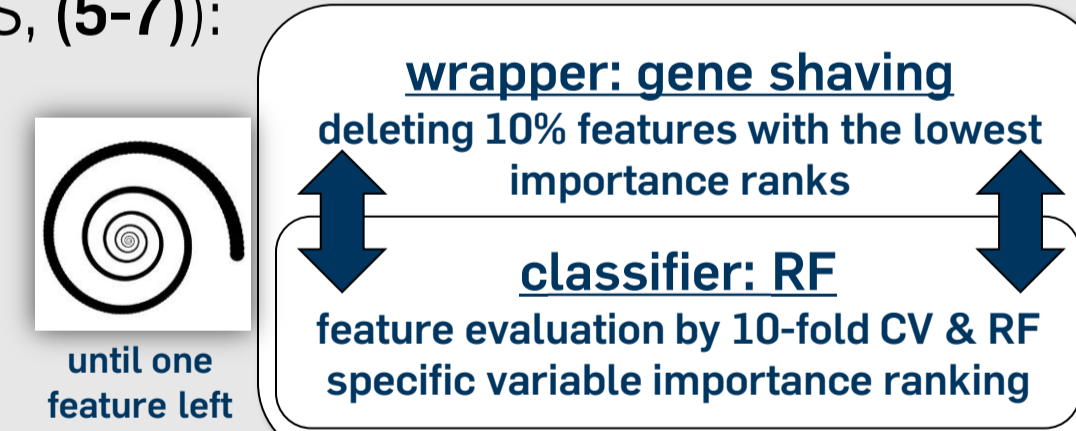 S, (5-7)):
wrapper: gene shaving
deleting 10% features with the lowest
importance ranks
classifier: RF
feature evaluation by 10-fold CV & RF
specific variable importance ranking
until one
feature left